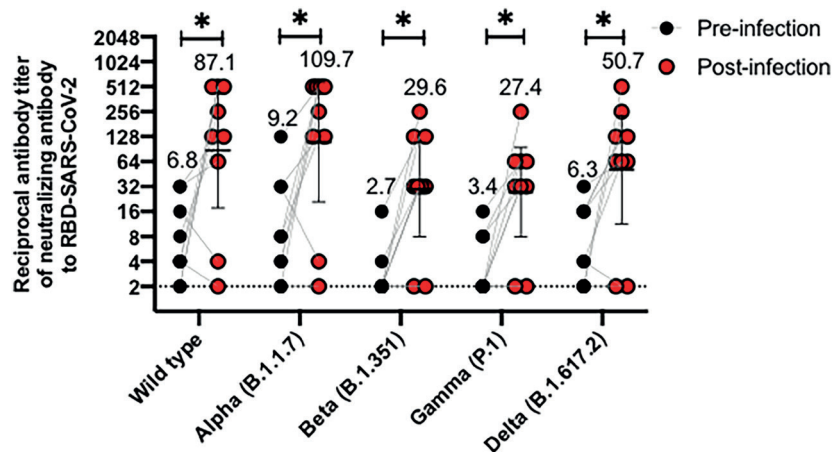 Reciprocal antibody titer
of neutralizing antibody
to RBD-SARS-CoV-2
2048
1024
512
256
128
64
32
16
8
4
2
* * * * *
6.8 87.1 9.2 109.7 2.7 29.6 3.4 27.4 6.3 50.7
Wild type
Alpha (B.1.1.7)
Beta (B.1.351)
Gamma (P.1)
Delta (B.1.617.2)
Pre-infection
Post-infection